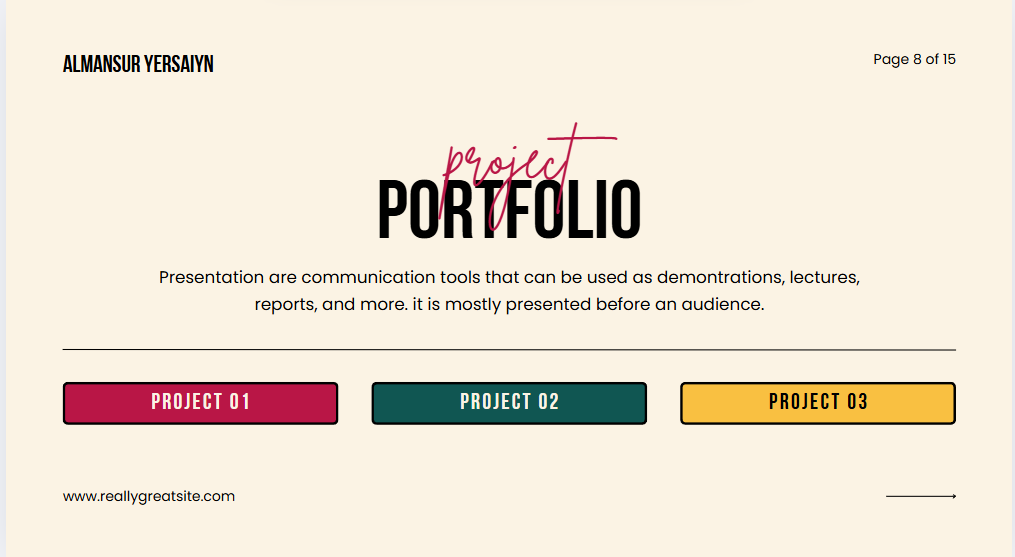 ALMANSUR YERSAIYN
Page 8 of 15
project
PORTFOLIO
Presentation are communication tools that can be used as demontrations, lectures,
reports, and more. it is mostly presented before an audience.
PROJECT 01
PROJECT 02
PROJECT 03
www.reallygreatsite.com